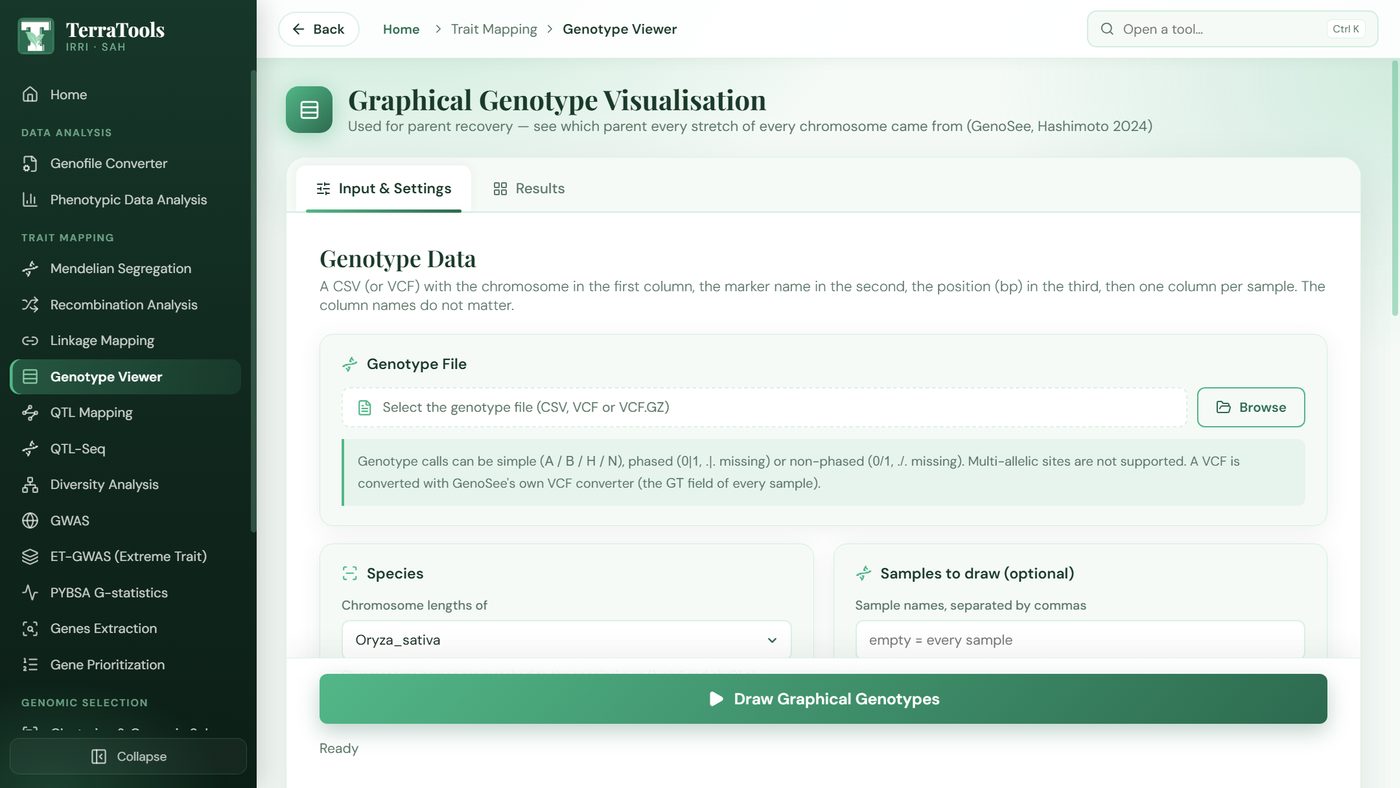 TerraTools
IRRI · SAH
Home
DATA ANALYSIS
Genofile Converter
Phenotypic Data Analysis
TRAIT MAPPING
Mendelian Segregation
Recombination Analysis
Linkage Mapping
Genotype Viewer
QTL Mapping
QTL-Seq
Diversity Analysis
GWAS
ET-GWAS (Extreme Trait)
PYBSA G-statistics
Genes Extraction
Gene Prioritization
GENOMIC SELECTION
Collapse
Back
Home > Trait Mapping > Genotype Viewer
Open a tool...
Ctrl K
Graphical Genotype Visualisation
Used for parent recovery — see which parent every stretch of every chromosome came from (GenoSee, Hashimoto 2024)
Input & Settings
Results
Genotype Data
A CSV (or VCF) with the chromosome in the first column, the marker name in the second, the position (bp) in the third, then one column per sample. The
column names do not matter.
Genotype File
Select the genotype file (CSV, VCF or VCF.GZ)
Browse
Genotype calls can be simple (A / B / H / N), phased (0|1, .|. missing) or non-phased (0/1, ./. missing). Multi-allelic sites are not supported. A VCF is
converted with GenoSee's own VCF converter (the GT field of every sample).
Species
Chromosome lengths of
Oryza_sativa
Samples to draw (optional)
Sample names, separated by commas
empty = every sample
Draw Graphical Genotypes
Ready